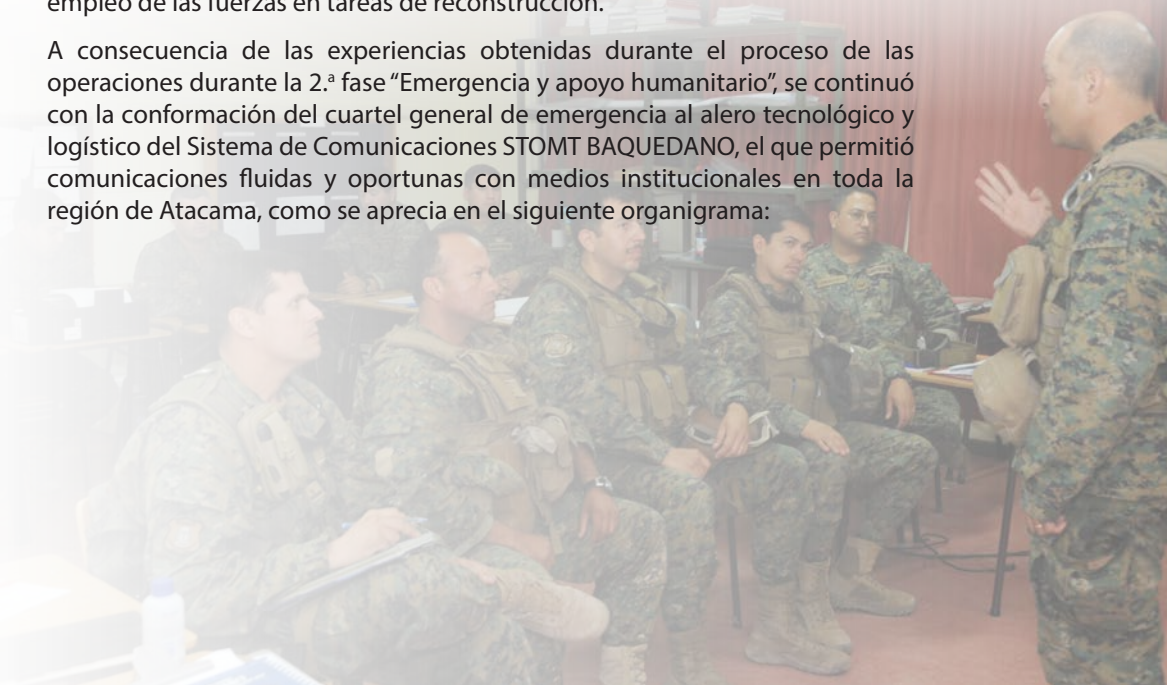 empleo de las fuerzas en tareas de reconstrucción.
A consecuencia de las experiencias obtenidas durante el proceso de las
operaciones durante la 2.ª fase “Emergencia y apoyo humanitario”, se continuó
con la conformación del cuartel general de emergencia al alero tecnológico y
logístico del Sistema de Comunicaciones STOMT BAQUEDANO, el que permitió
comunicaciones fluidas y oportunas con medios institucionales en toda la
región de Atacama, como se aprecia en el siguiente organigrama: